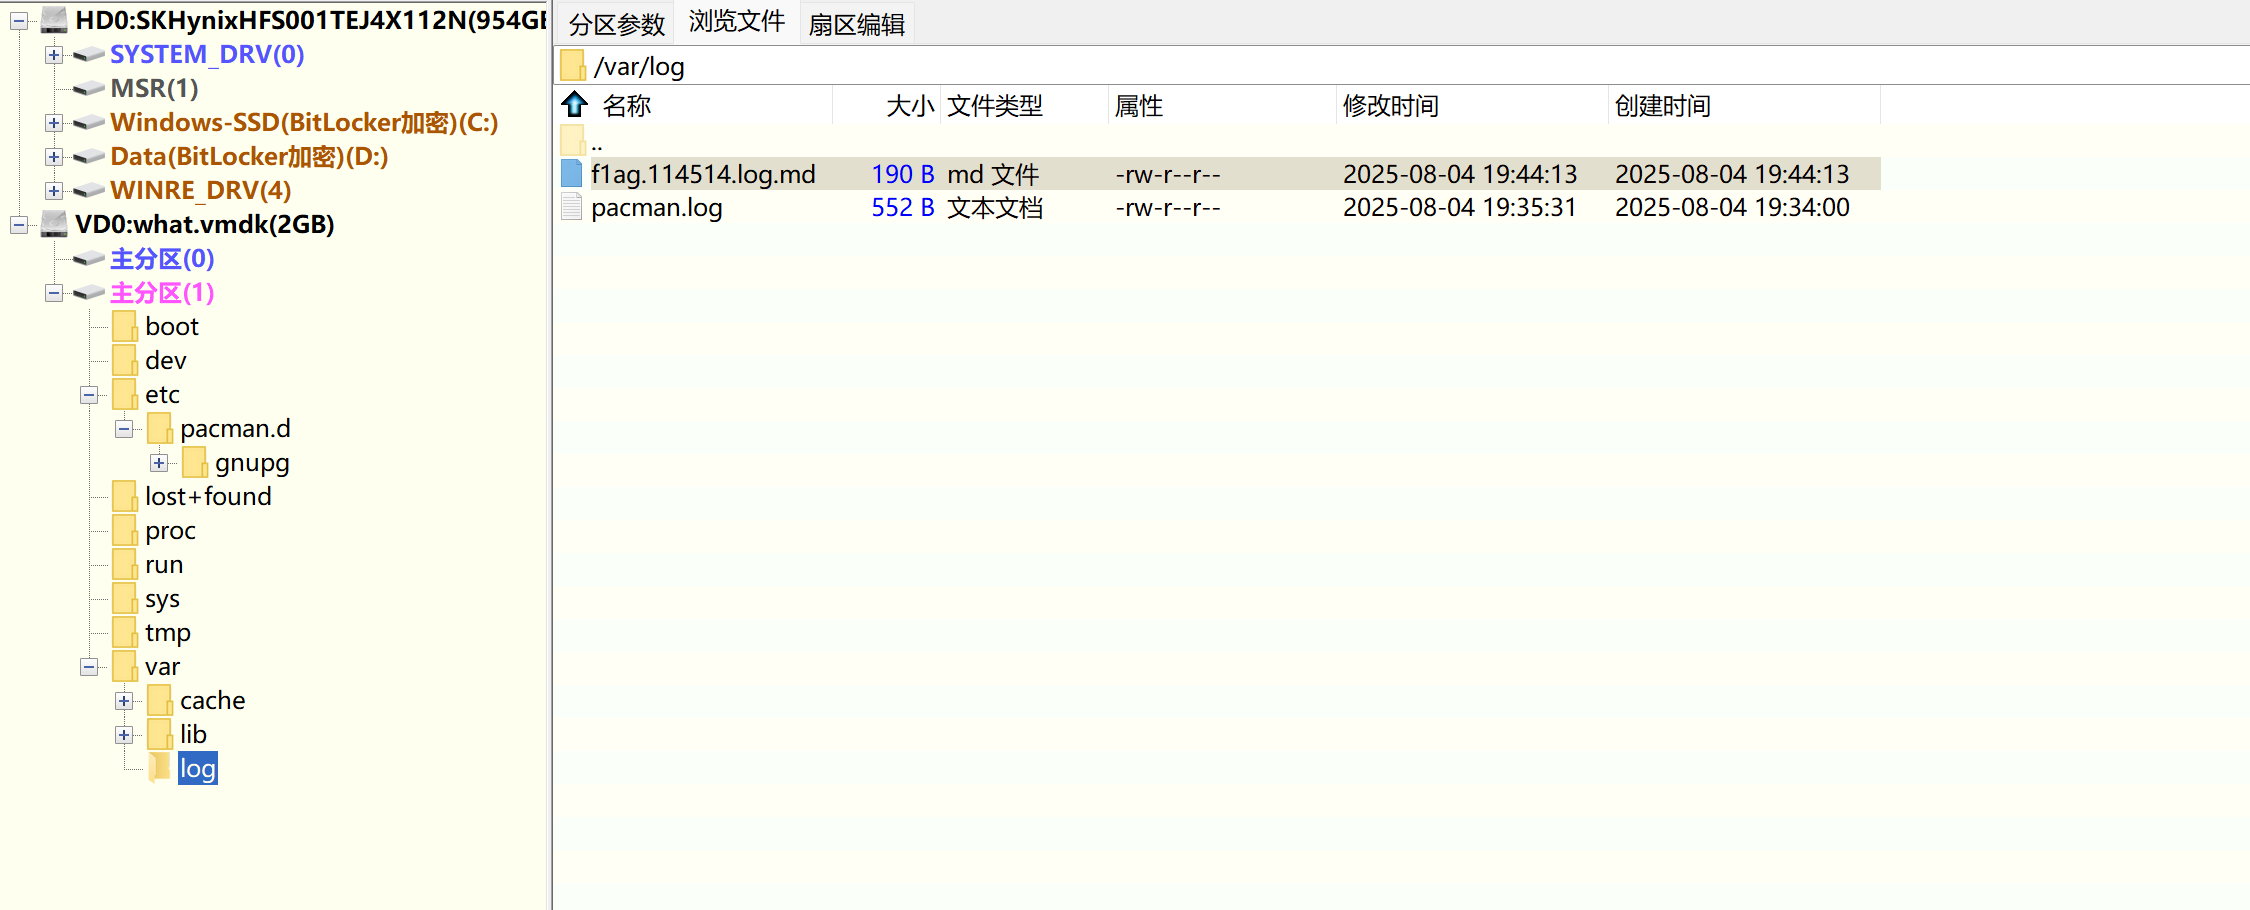 HD0:SKHynixHFS001TEJ4X112N(954GB
SYSTEM_DRV(0)
MSR(1)
Windows-SSD(BitLocker加密)(C:)
Data(BitLocker加密)(D:)
WINRE_DRV(4)
VD0:what.vmdk(2GB)
主分区(0)
主分区(1)
boot
dev
etc
pacman.d
gnupg
lost+found
proc
run
sys
tmp
var
cache
lib
log
分区参数 浏览文件 扇区编辑
/var/log
名称 大小 文件类型 属性 修改时间 创建时间
..
f1ag.114514.log.md 190 B md 文件 -rw-r--r-- 2025-08-04 19:44:13 2025-08-04 19:44:13
pacman.log 552 B 文本文档 -rw-r--r-- 2025-08-04 19:35:31 2025-08-04 19:34:00